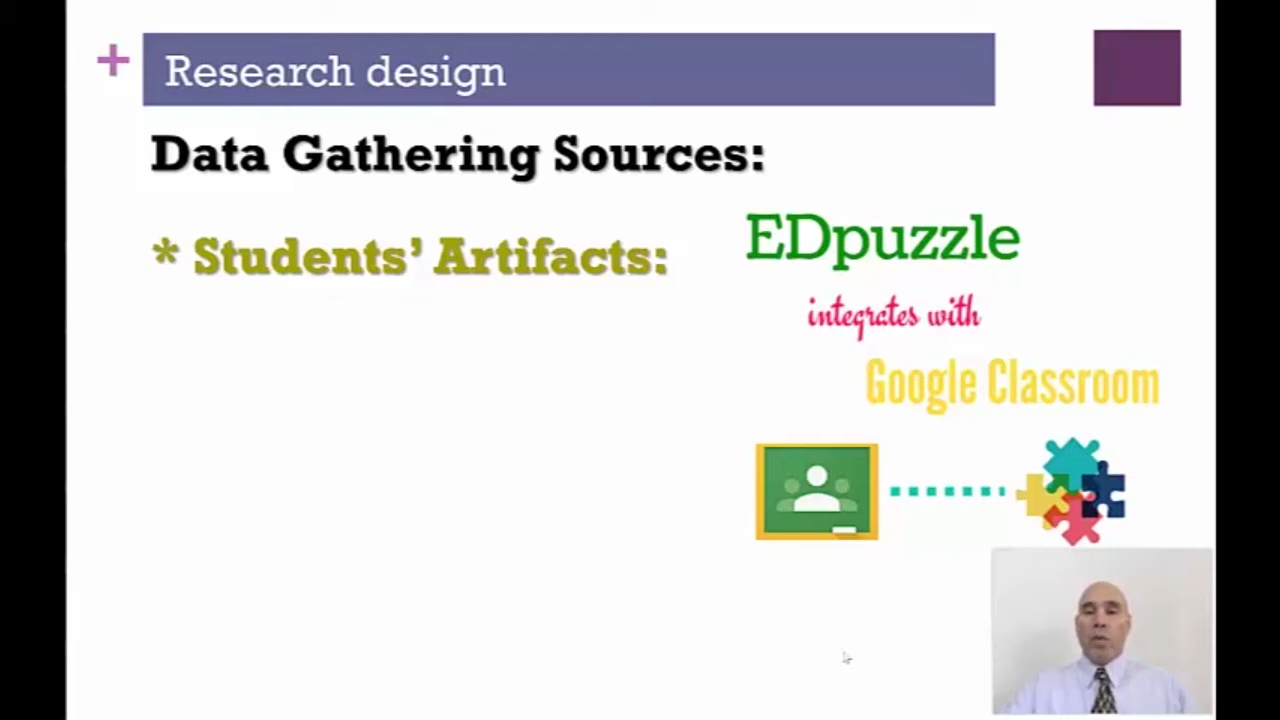 + Research design
Data Gathering Sources:
* Students’ Artifacts:
EDpuzzle
integrates with
Google Classroom